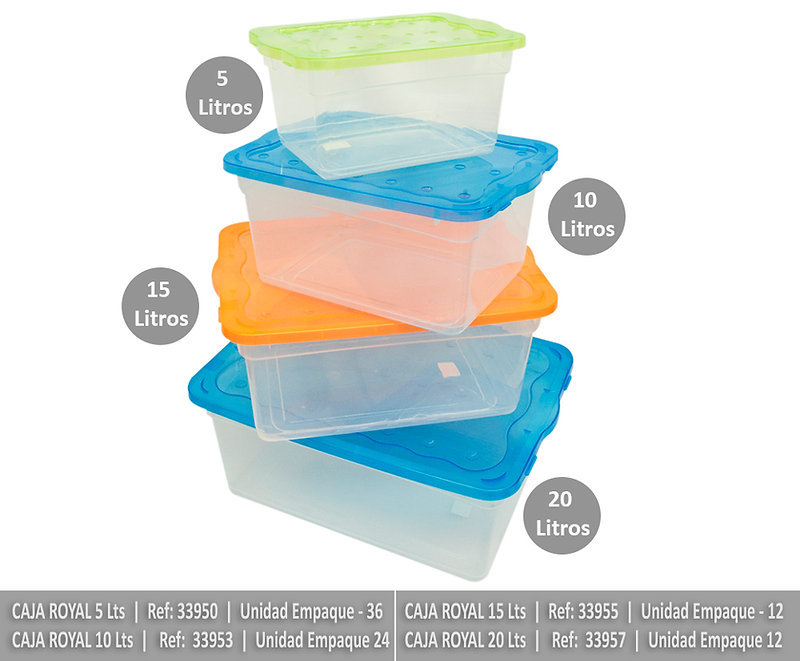 5
Litros
10
Litros
15
Litros
20
Litros
CAJA ROYAL 5 Lts | Ref: 33950 | Unidad Empaque - 36
CAJA ROYAL 10 Lts | Ref: 33953 | Unidad Empaque 24
CAJA ROYAL 15 Lts | Ref: 33955 | Unidad Empaque - 12
CAJA ROYAL 20 Lts | Ref: 33957 | Unidad Empaque 12